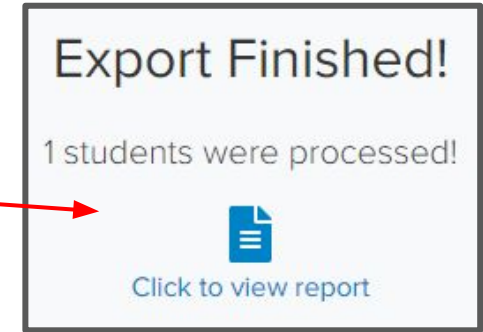 Export Finished!
1 students were processed!
Click to view report